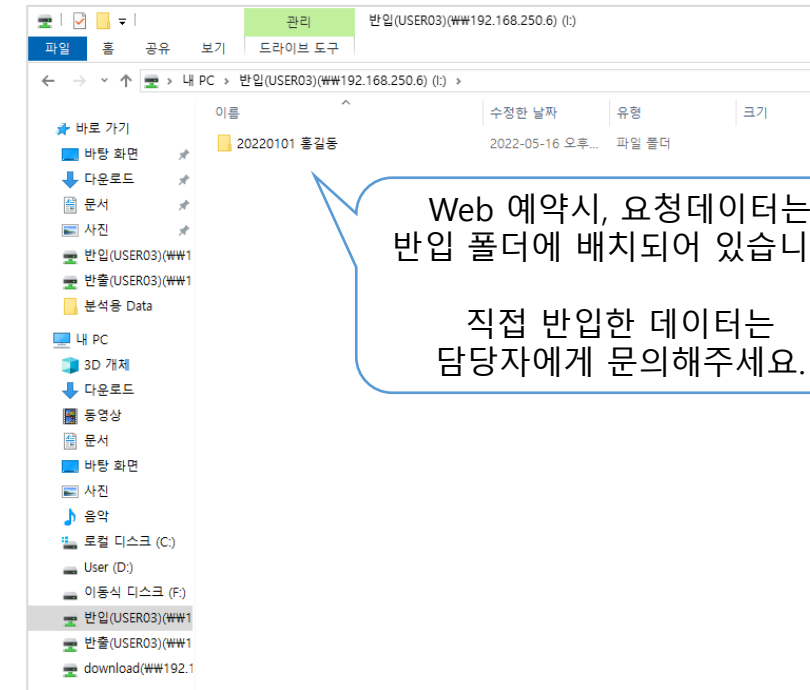 관리
반입(USER03)(₩₩192.168.250.6) (I:)
파일
홈
공유
보기
드라이브 도구
내 PC
반입(USER03)(₩₩192.168.250.6) (I:)
이름
수정한 날짜
유형
크기
20220101 홍길동
2022-05-16 오후...
파일 폴더
Web 예약시, 요청데이터는
반입 폴더에 배치되어 있습니
직접 반입한 데이터는
담당자에게 문의해주세요.
바로 가기
바탕 화면
다운로드
문서
사진
반입(USER03)(₩₩1
반출(USER03)(₩₩1
분석용 Data
내 PC
3D 개체
다운로드
동영상
문서
바탕 화면
사진
음악
로컬 디스크 (C:)
User (D:)
이동식 디스크 (F:)
반입(USER03)(₩₩1
반출(USER03)(₩₩1
download(₩₩192.1